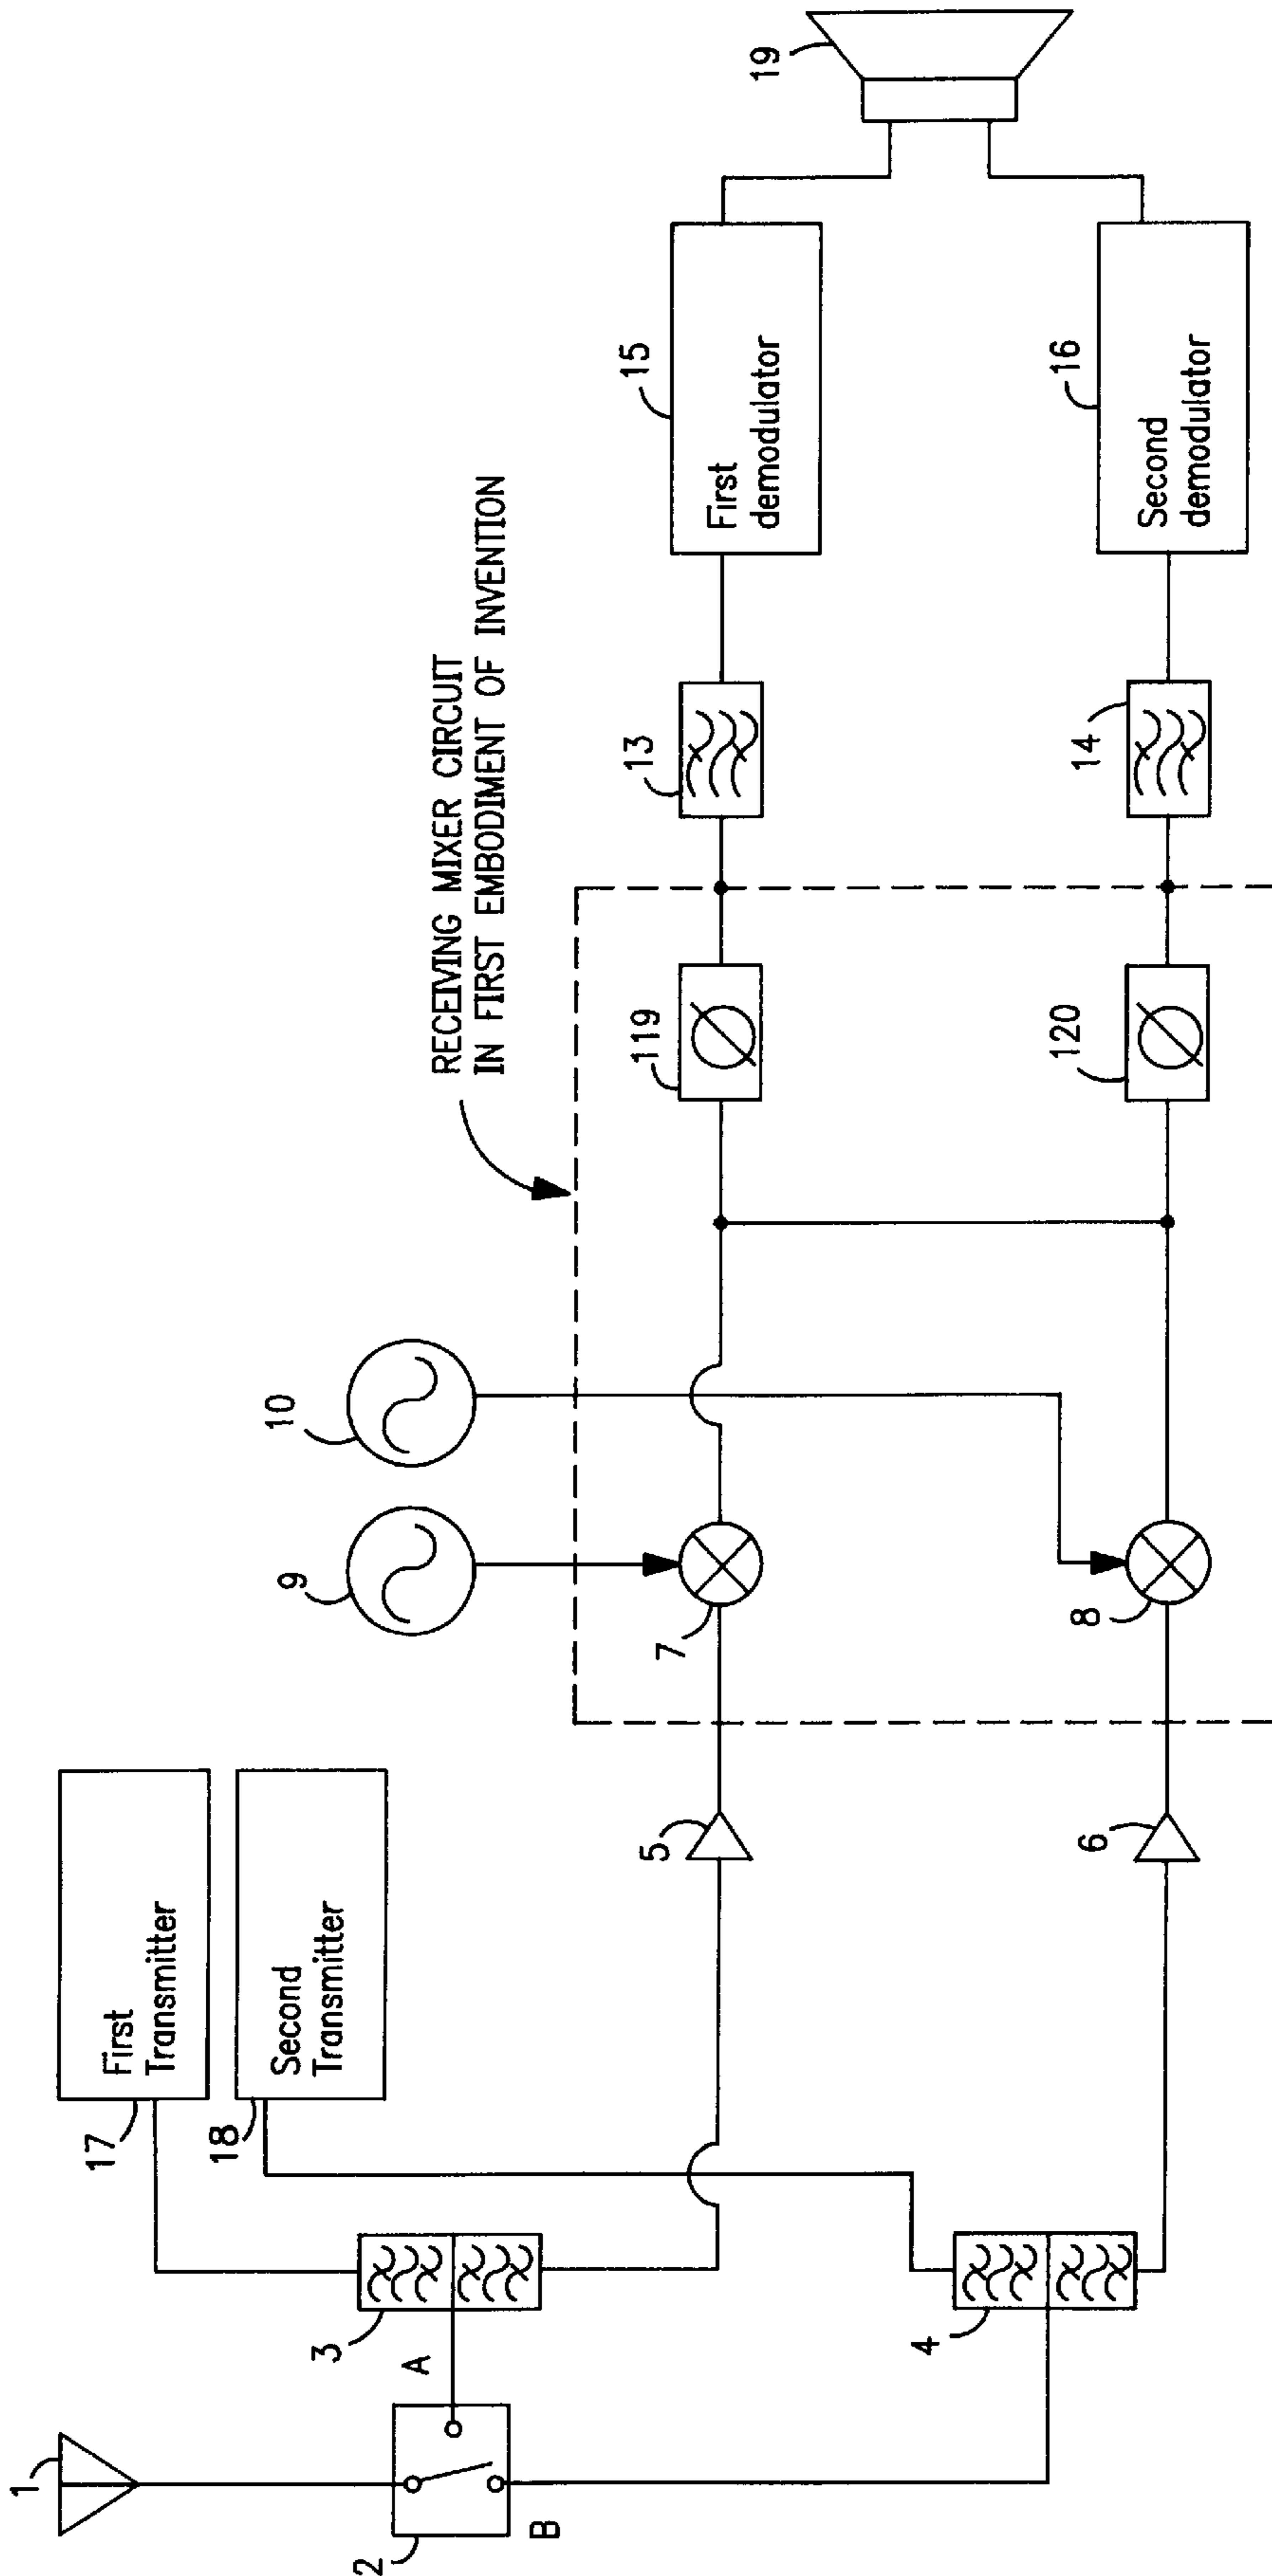 RECEIVING MIXER CIRCUIT
IN FIRST EMBODIMENT OF INVENTION
1
2
A
B
3
4
17
First
Transmitter
18
Second
Transmitter
5
6
9
10
7
8
119
120
13
14
15
First
demodulator
16
Second
demodulator
19